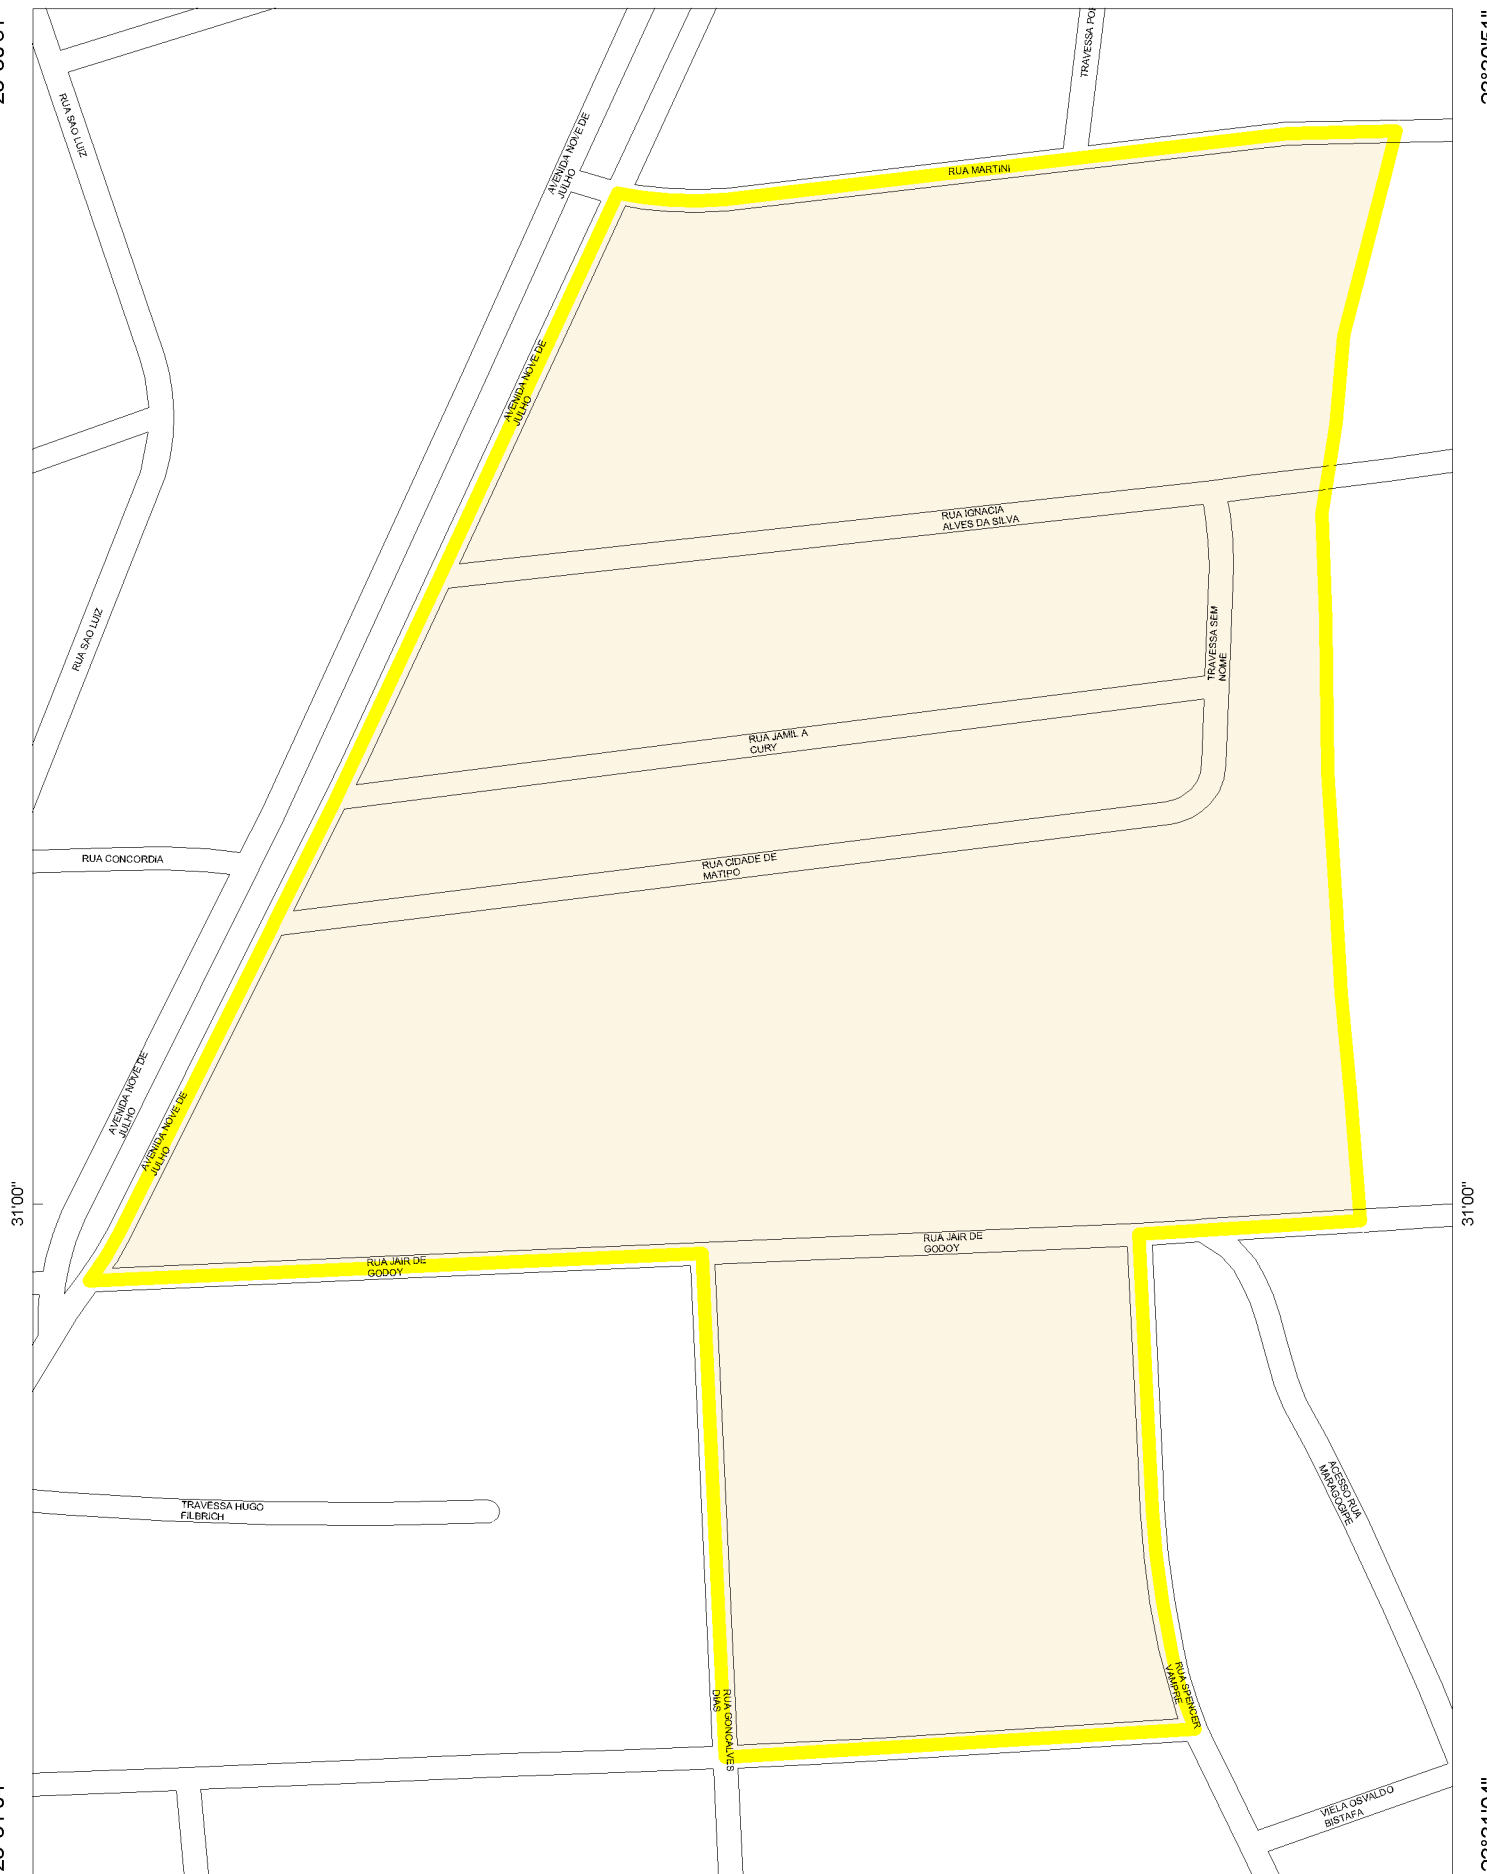 TRAVESSA
RUA SAO LUIZ
AVENIDA NOVE DE
JULHO
RUA MARTINI
AVENIDA NOVE DE
JULHO
RUA IGNACIA
ALVES DA SILVA
RUA SAO LUIZ
TRAVESSA SEM
NOME
RUA JAMIL A
CURY
RUA CONCORDIA
RUA CIDADE DE
MATIPO
AVENIDA NOVE DE
JULHO
AVENIDA NOVE DE
JULHO
31'00"
31'00"
RUA JAIR DE
GODOY
RUA JAIR DE
GODOY
TRAVESSA HUGO
FILBRICH
ACESSO RUA
MARAGOGIPE
RUA SPENCER
VAMPRE
RUA GONCALVES
DIAS
VIELA OSVALDO
BISTAFA